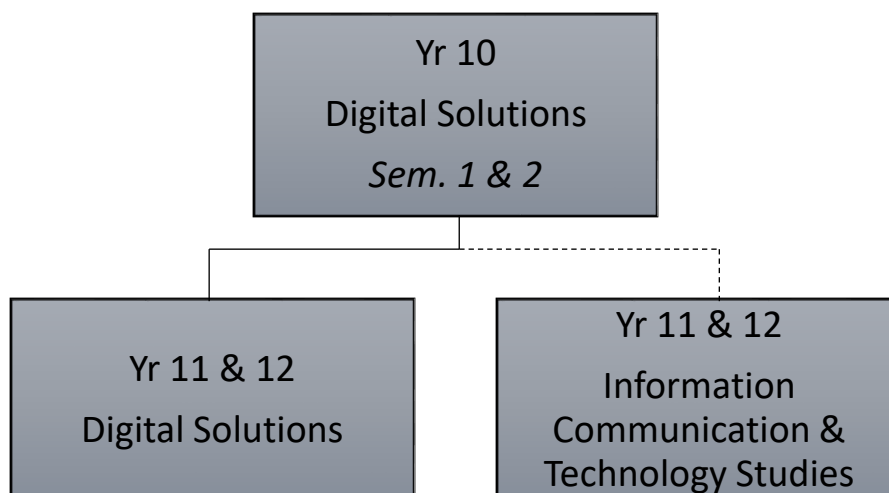 Yr 10
Digital Solutions
Sem. 1 & 2
Yr 11 & 12
Digital Solutions
Yr 11 & 12
Information
Communication &
Technology Studies